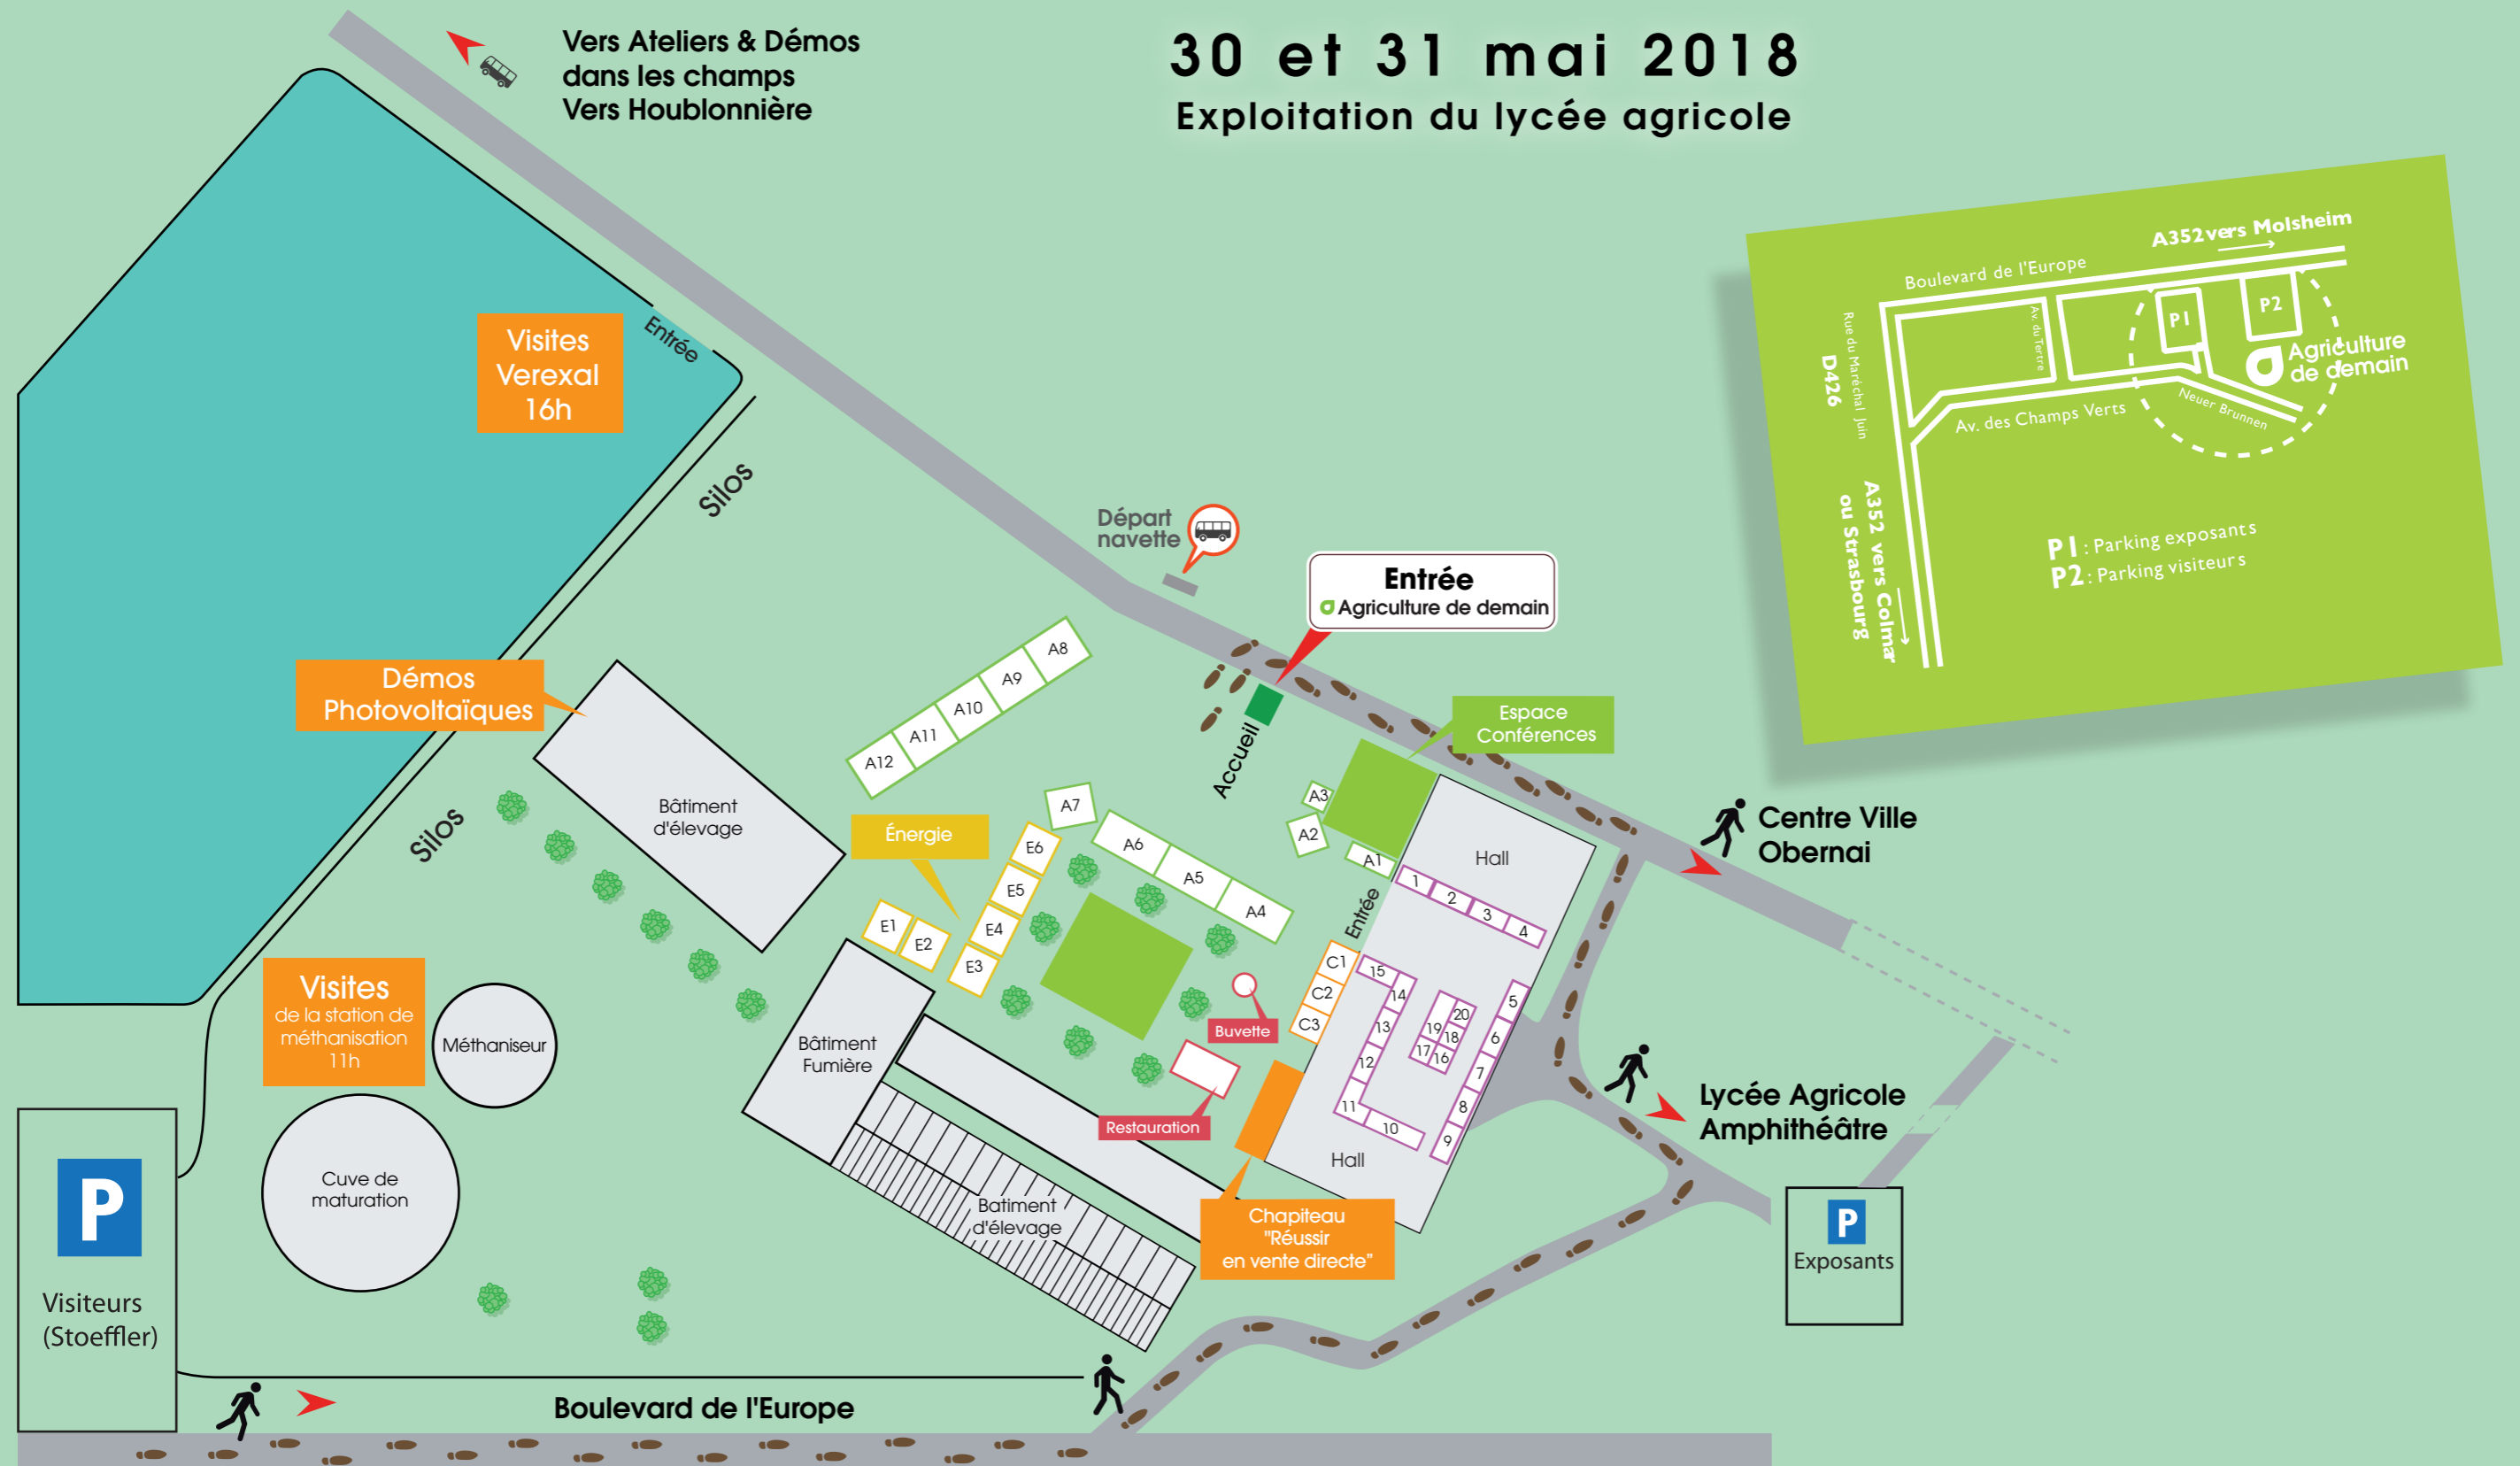 30 et 31 mai 2018
Exploitation du lycée agricole
Vers Ateliers & Démos
dans les champs
Vers Houblonnière
A352 vers Molsheim
Boulevard de l'Europe
P1
P2
Agriculture
de demain
Av. du Tertre
Rue du Maréchal Juin
D426
Av. des Champs Verts
Neuer Brunnen
A352 vers Colmar
ou Strasbourg
P1 : Parking exposants
P2 : Parking visiteurs
Visites
Verexal
16h
Entrée
Silos
Départ
navette
Entrée
Agriculture de demain
Accueil
Espace
Conférences
Démos
Photovoltaïques
Bâtiment
d'élevage
Silos
A8
A9
A10
A11
A12
A7
A6
A5
A4
A3
A2
A1
Énergie
E6
E5
E4
E3
E1
E2
Hall
Entrée
1
2
3
4
C1
C2
C3
15
14
13
12
11
10
20
19
18
17
16
5
6
7
8
9
Hall
Centre Ville
Obernai
Lycée Agricole
Amphithéâtre
Buvette
Restauration
Chapiteau
"Réussir
en vente directe”
Visites
de la station de
méthanisation
11h
Méthaniseur
Cuve de
maturation
Bâtiment
Fumière
Batiment
d'élevage
P
Visiteurs
(Stoeffler)
P
Exposants
Boulevard de l'Europe